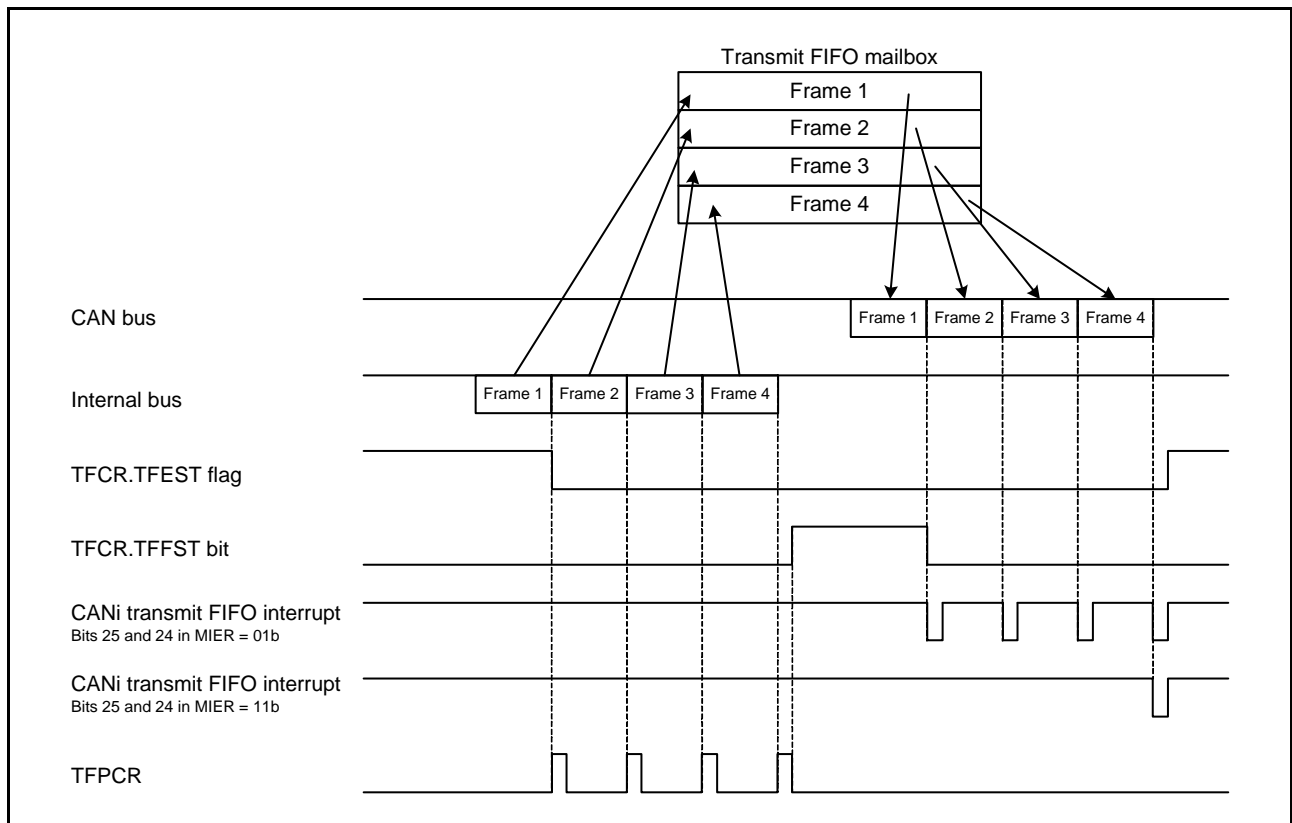 Transmit FIFO mailbox
Frame 1
Frame 2
Frame 3
Frame 4
CAN bus
Frame 1 Frame 2 Frame 3 Frame 4
Internal bus
Frame 1 Frame 2 Frame 3 Frame 4
TFCR.TFEST flag
TFCR.TFFST bit
CANi transmit FIFO interrupt
Bits 25 and 24 in MIER = 01b
CANi transmit FIFO interrupt
Bits 25 and 24 in MIER = 11b
TFPCR